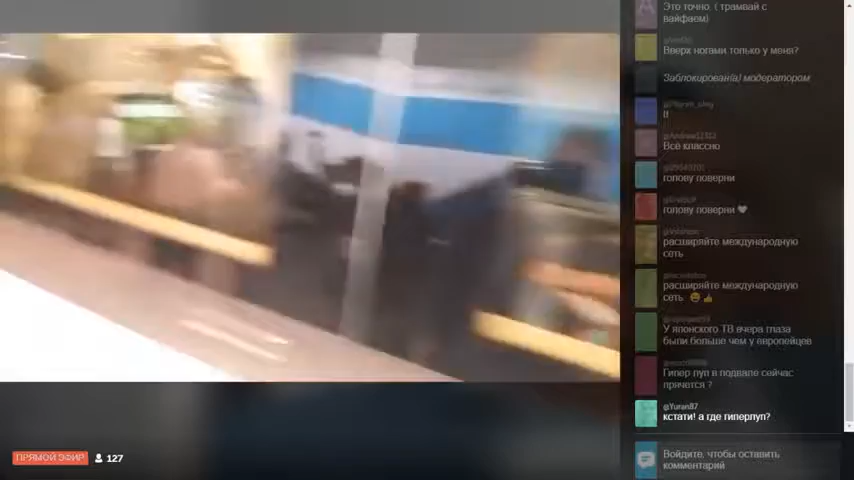 Это точно. ( трамвай с
вайфаем)
Вверх ногами только у меня?
Заблокирован(а) модератором
Всё классно
голову поверни
голову поверни
расширяйте международную
сеть
расширяйте международную
сеть
У японского ТВ вчера глаза
были больше чем у европейцев
Гипер пуп в подвале сейчас
прячется ?
@Yuran87
кстати! а где гиперпуп?
Войдите, чтобы оставить
комментарий
ПРЯМОЙ ЭФИР 127